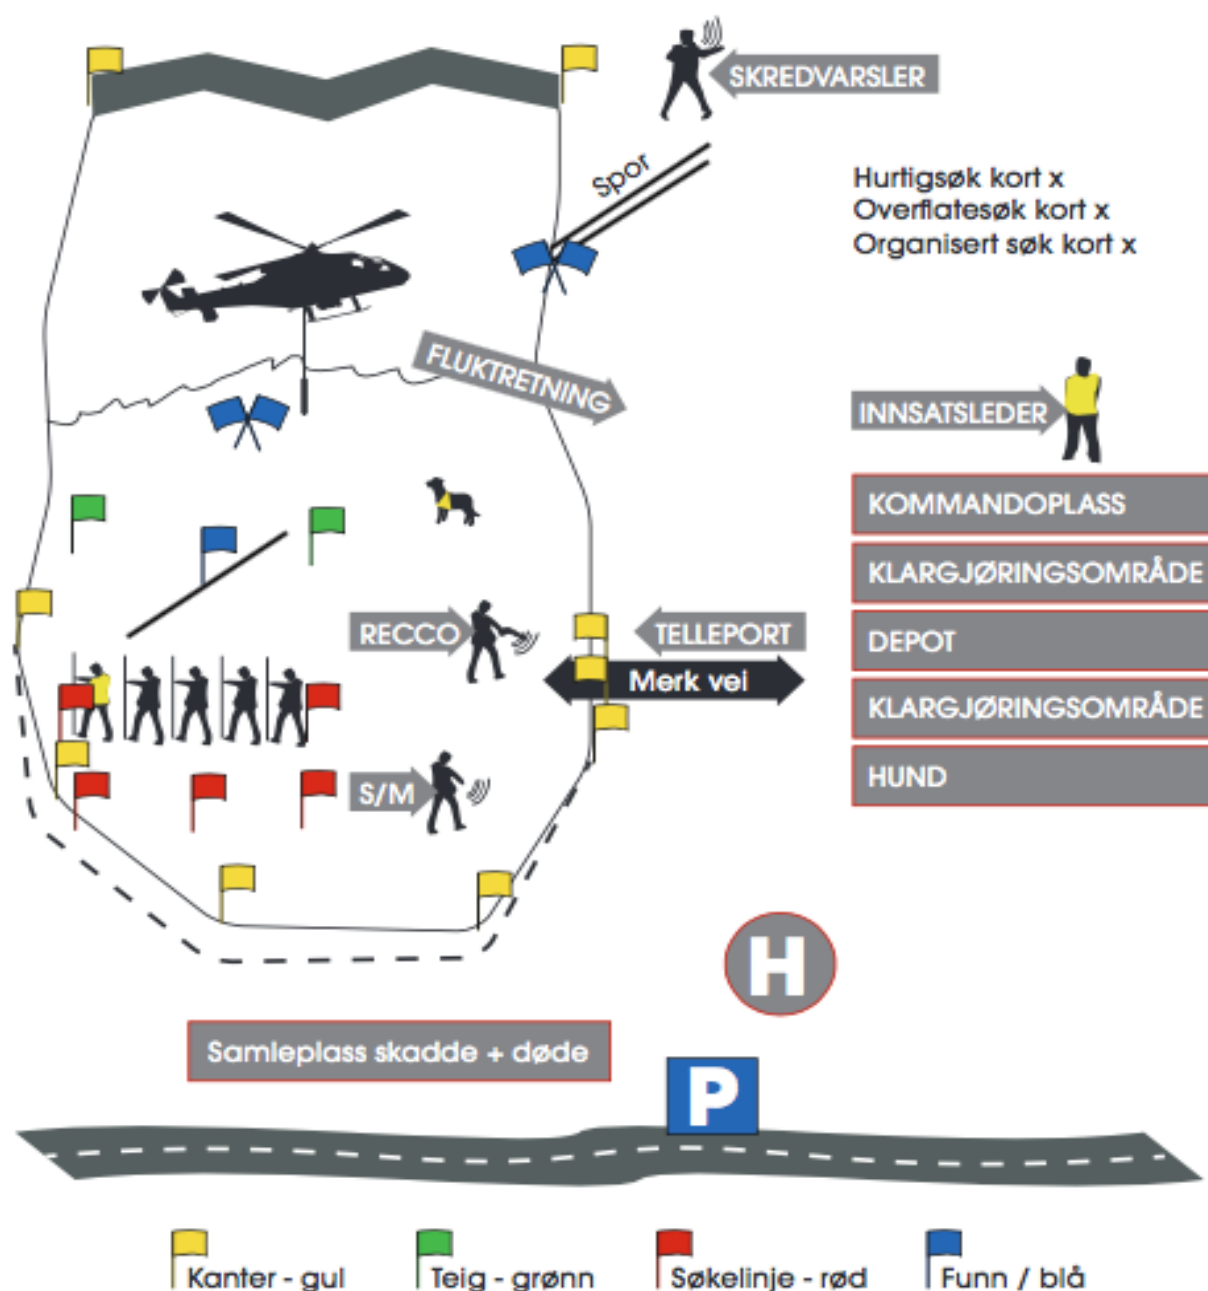 SKREDVARSLER
Spor
Hurtigsøk kort x
Overflatesøk kort x
Organisert søk kort x
FLUKTRETNING
INNSATSLEDER
KOMMANDOPLASS
KLARGJØRINGSOMRÅDE
RECCO
TELLEPORT
DEPOT
Merk vei
KLARGJØRINGSOMRÅDE
S/M
HUND
H
Samleplass skadde + døde
P
Kanter - gul
Teig - grønn
Søkelinje - rød
Funn / blå